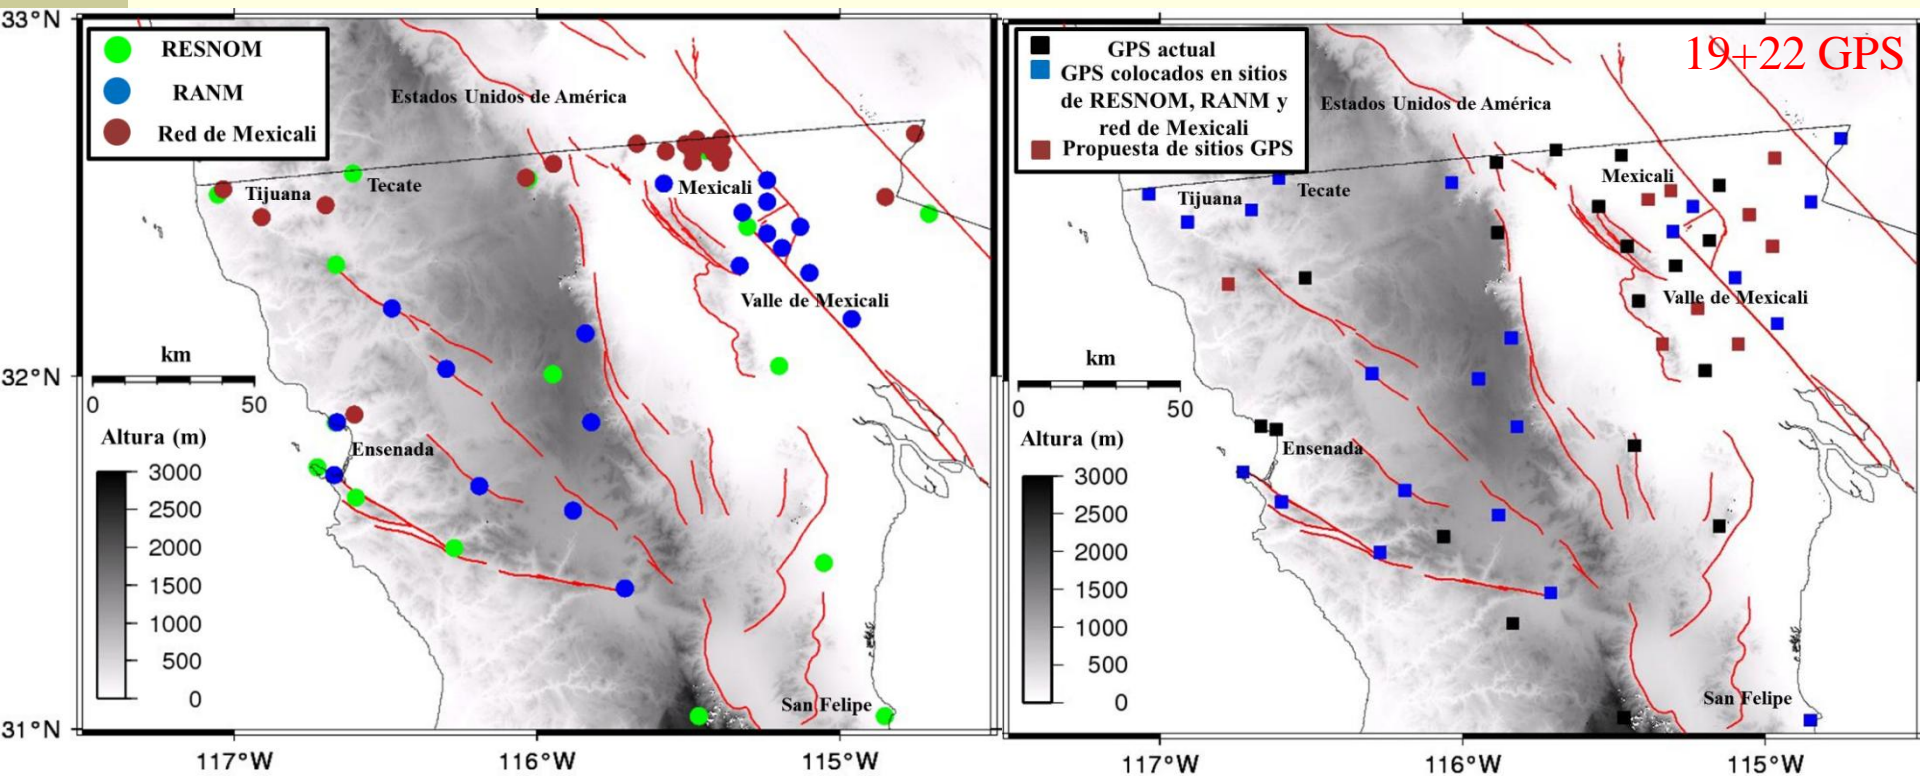 33°N
32°N
31°N
RESNOM
RANM
Red de Mexicali
Estados Unidos de América
Tijuana
Tecate
Mexicali
Valle de Mexicali
km
0 50
Altura (m)
3000
2500
2000
1500
1000
500
0
Ensenada
San Felipe
117°W 116°W 115°W
GPS actual
GPS colocados en sitios
de RESNOM, RANM y
red de Mexicali
Propuesta de sitios GPS
19+22 GPS
Estados Unidos de América
Mexicali
Tijuana
Tecate
Valle de Mexicali
km
0 50
Altura (m)
3000
2500
2000
1500
1000
500
0
Ensenada
San Felipe
117°W 116°W 115°W